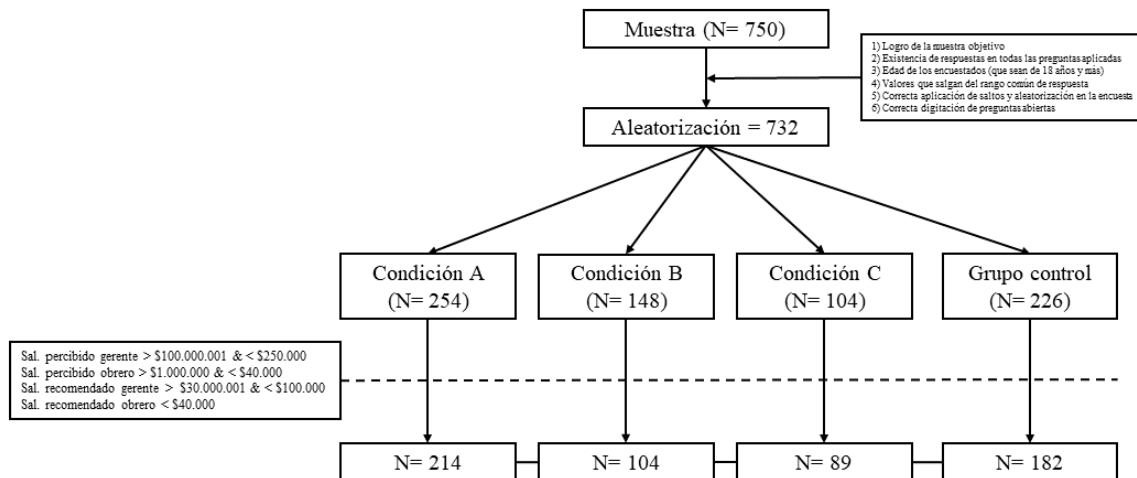 Muestra (N= 750)
1) Logro de la muestra objetivo
2) Existencia de respuestas en todas las preguntas aplicadas
3) Edad de los encuestados (que sean de 18 años y más)
4) Valores que salgan del rango común de respuesta
5) Correcta aplicación de saltos y aleatorización en la encuesta
6) Correcta digitación de preguntas abiertas
Aleatorización = 732
Condición A
(N= 254)
Condición B
(N= 148)
Condición C
(N= 104)
Grupo control
(N= 226)
Sal. percibido gerente > $100.000.001 & < $250.000
Sal. percibido obrero > $1.000.000 & < $40.000
Sal. recomendado gerente > $30.000.001 & < $100.000
Sal. recomendado obrero < $40.000
N= 214
N= 104
N= 89
N= 182